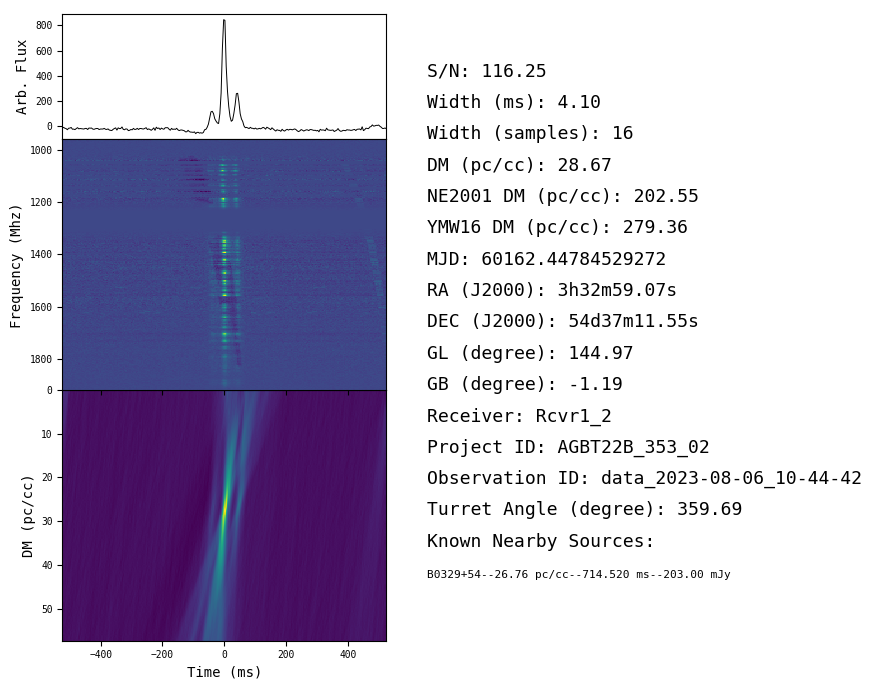 800
600
400
200
0
Arb. Flux
1000
1200
1400
1600
1800
Frequency (Mhz)
0
10
20
30
40
50
DM (pc/cc)
−400 −200 0 200 400
Time (ms)
S/N: 116.25
Width (ms): 4.10
Width (samples): 16
DM (pc/cc): 28.67
NE2001 DM (pc/cc): 202.55
YMW16 DM (pc/cc): 279.36
MJD: 60162.44784529272
RA (J2000): 3h32m59.07s
DEC (J2000): 54d37m11.55s
GL (degree): 144.97
GB (degree): -1.19
Receiver: Rcvr1_2
Project ID: AGBT22B_353_02
Observation ID: data_2023-08-06_10-44-42
Turret Angle (degree): 359.69
Known Nearby Sources:
B0329+54--26.76 pc/cc--714.520 ms--203.00 mJy